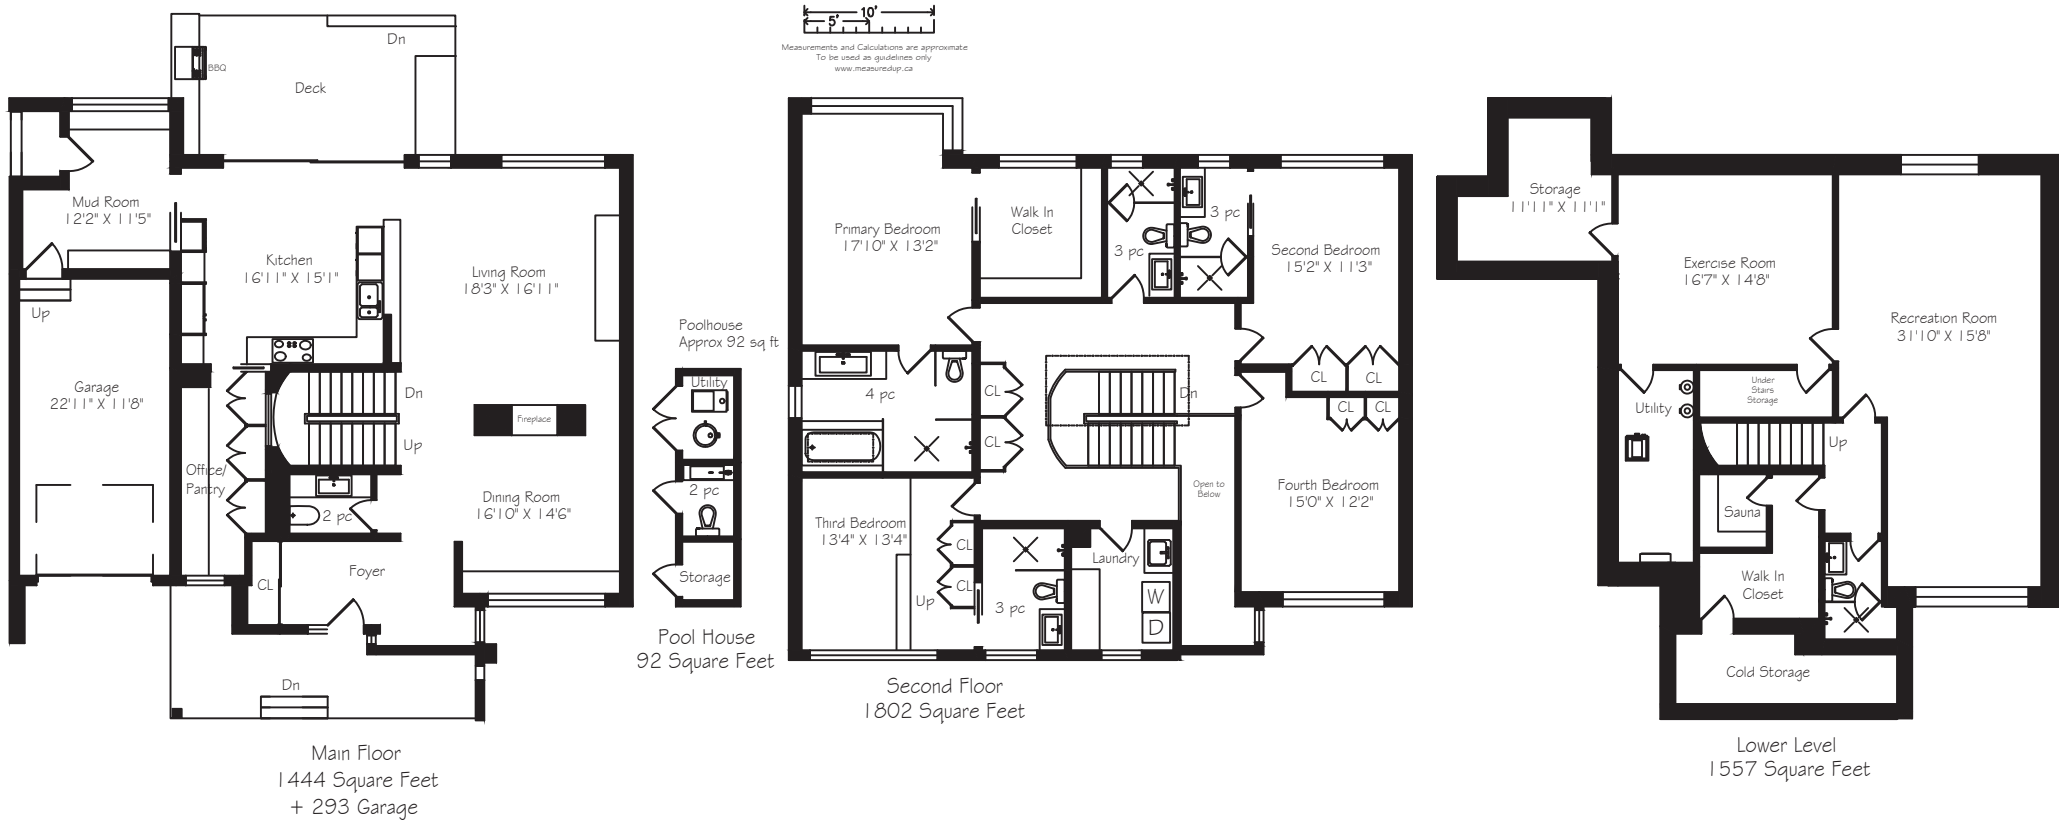 10'
5'
Measurements and Calculations are approximate
To be used as guidelines only
www.measuredup.ca
Dn
BBQ
Deck
Mud Room
12'2" X 11'5"
Kitchen
16'11" X 15'1"
Living Room
18'3" X 16'11"
Up
Garage
22'11" X 11'8"
Dn
Up
Fireplace
Office/
Pantry
2 pc
Dining Room
16'10" X 14'6"
CL
Foyer
Dn
Main Floor
1444 Square Feet
+ 293 Garage
Poolhouse
Approx 92 sq ft
Utility
2 pc
Storage
Pool House
92 Square Feet
Primary Bedroom
17'10" X 13'2"
Walk In
Closet
3 pc
3 pc
Second Bedroom
15'2" X 11'3"
CL
CL
CL
CL
4 pc
CL
CL
Dn
Open to
Below
Fourth Bedroom
15'0" X 12'2"
Third Bedroom
13'4" X 13'4"
CL
CL
Up
3 pc
Laundry
W
D
Second Floor
1802 Square Feet
Storage
11'11" X 11'1"
Exercise Room
16'7" X 14'8"
Recreation Room
31'10" X 15'8"
Under
Stairs
Storage
Utility
Up
Sauna
Walk In
Closet
Cold Storage
Lower Level
1557 Square Feet